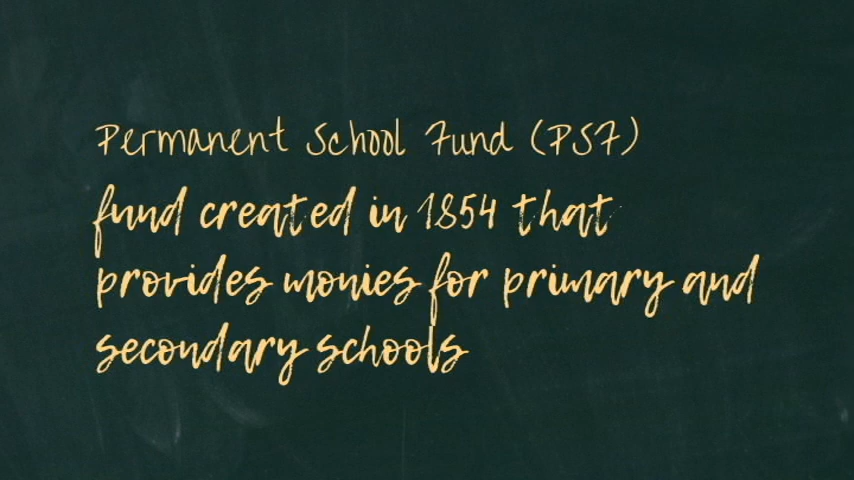 Permanent School Fund (PSF)
fund created in 1854 that
provides monies for primary and
secondary schools